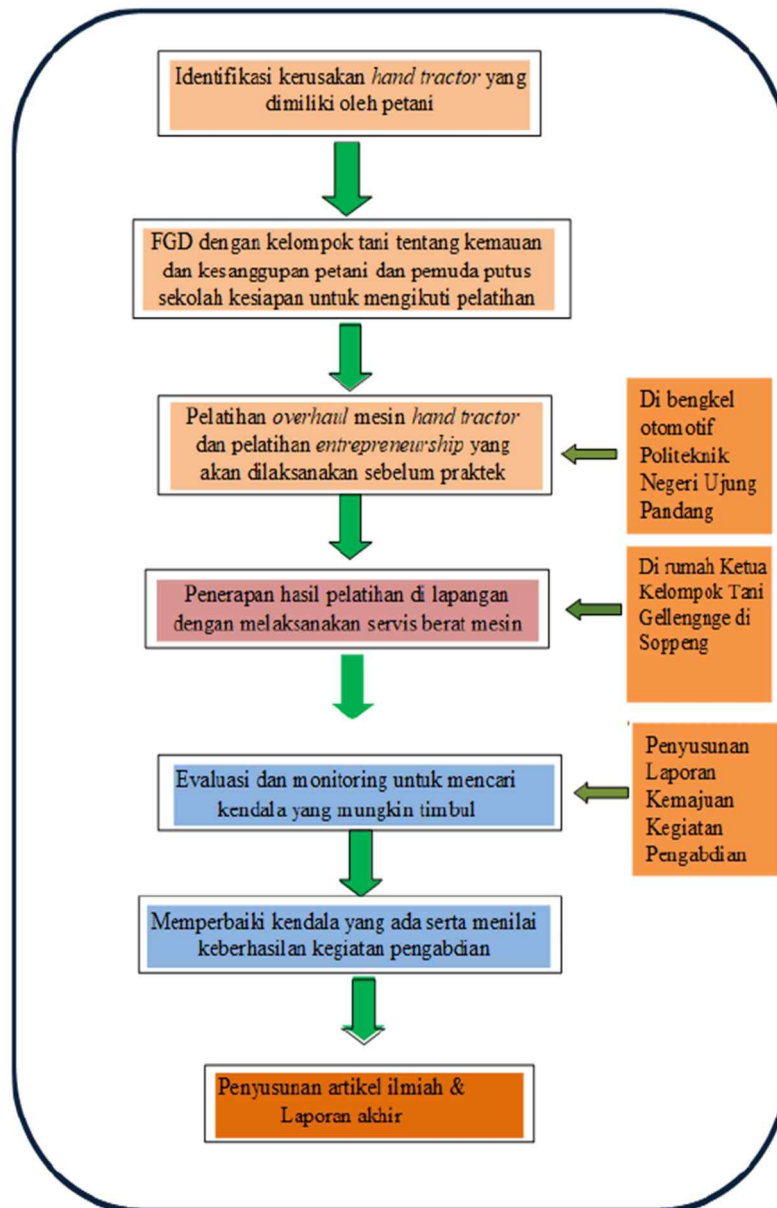 Identifikasi kerusakan hand tractor yang
dimiliki oleh petani
FGD dengan kelompok tani tentang kemauan
dan kesanggupan petani dan pemuda putus
sekolah kesiapan untuk mengikuti pelatihan
Pelatihan overhaul mesin hand tractor
dan pelatihan entrepreneurship yang
akan dilaksanakan sebelum praktek
Di bengkel
otomotif
Politeknik
Negeri Ujung
Pandang
Penerapan hasil pelatihan di lapangan
dengan melaksanakan servis berat mesin
Di rumah Ketua
Kelompok Tani
Gellengnge di
Soppeng
Evaluasi dan monitoring untuk mencari
kendala yang mungkin timbul
Penyusunan
Laporan
Kemajuan
Kegiatan
Pengabdian
Memperbaiki kendala yang ada serta menilai
keberhasilan kegiatan pengabdian
Penyusunan artikel ilmiah &
Laporan akhir